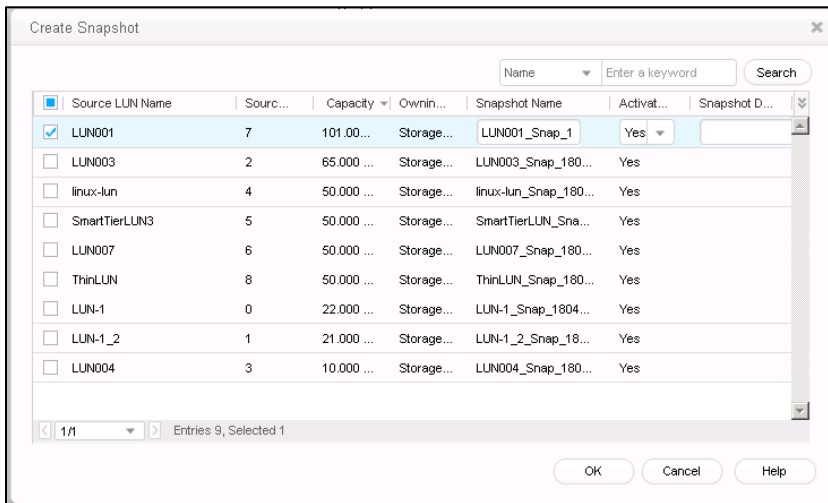 Create Snapshot
Name Enter a keyword Search
Source LUN Name Sourc... Capacity Ownin... Snapshot Name Activat... Snapshot D...
LUN001 7 101.00... Storage... LUN001_Snap_1 Yes
LUN003 2 65.000 ... Storage... LUN003_Snap_180... Yes
linux-lun 4 50.000 ... Storage... linux-lun_Snap_180... Yes
SmartTierLUN3 5 50.000 ... Storage... SmartTierLUN_Sna... Yes
LUN007 6 50.000 ... Storage... LUN007_Snap_180... Yes
ThinLUN 8 50.000 ... Storage... ThinLUN_Snap_180... Yes
LUN-1 0 22.000 ... Storage... LUN-1_Snap_1804... Yes
LUN-1_2 1 21.000 ... Storage... LUN-1_2_Snap_18... Yes
LUN004 3 10.000 ... Storage... LUN004_Snap_180... Yes
1/1 Entries 9, Selected 1
OK Cancel Help